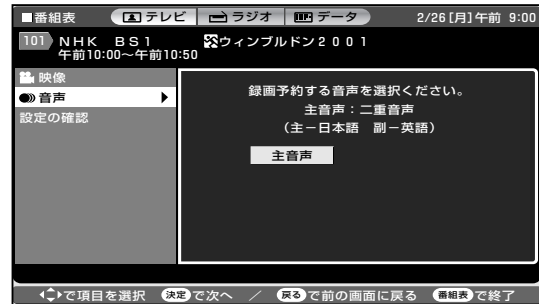 ■番組表 テレビ ラジオ データ 2/26[月]午前 9:00
101 NHK BS1 ウィンブルドン2001
午前10:00〜午前10:50
映像
音声
設定の確認
録画予約する音声を選択ください。
主音声:二重音声
(主−日本語 副−英語)
主音声
で項目を選択 決定で次へ / 戻るで前の画面に戻る 番組表で終了